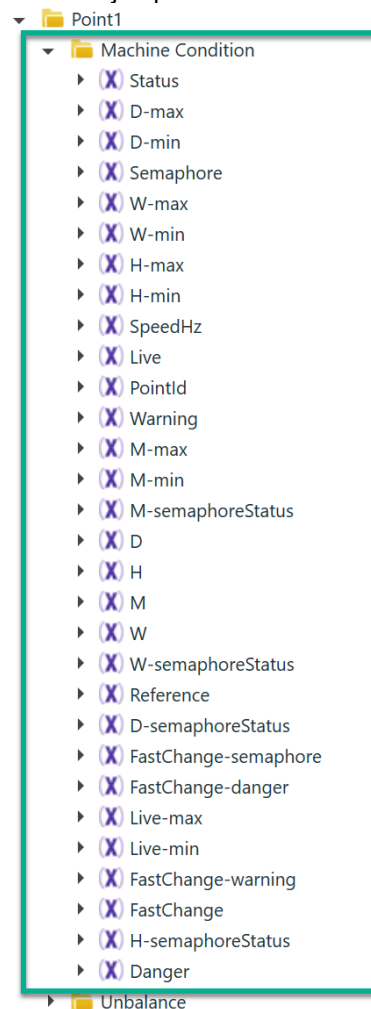 Point1
Machine Condition
Status
D-max
D-min
Semaphore
W-max
W-min
H-max
H-min
SpeedHz
Live
PointId
Warning
M-max
M-min
M-semaphoreStatus
D
H
M
W
W-semaphoreStatus
Reference
D-semaphoreStatus
FastChange-semaphore
FastChange-danger
Live-max
Live-min
FastChange-warning
FastChange
H-semaphoreStatus
Danger
Unbalance